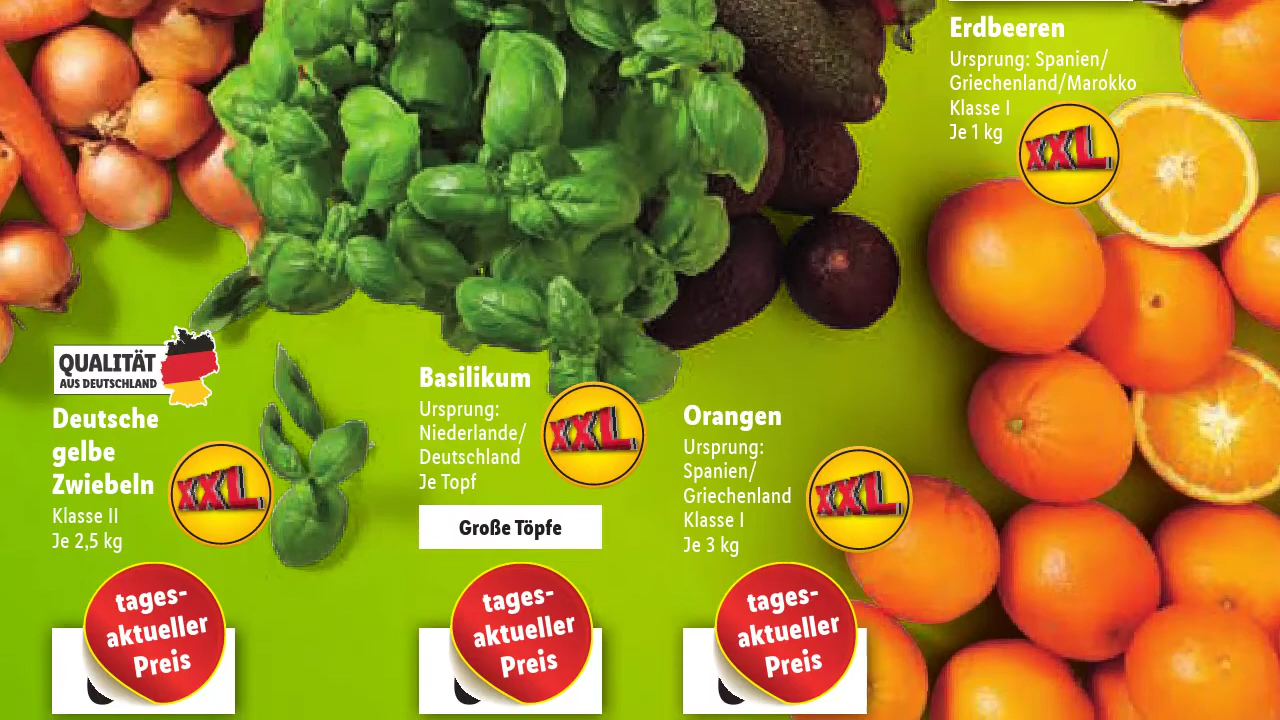 Erdbeeren
Ursprung: Spanien/
Griechenland/Marokko
Klasse I
Je 1 kg
XXL
QUALITÄT
AUS DEUTSCHLAND
Deutsche
gelbe
Zwiebeln
Klasse II
Je 2,5 kg
XXL
tages-
aktueller
Preis
Basilikum
Ursprung:
Niederlande/
Deutschland
Je Topf
XXL
Große Töpfe
tages-
aktueller
Preis
Orangen
Ursprung:
Spanien/
Griechenland
Klasse I
Je 3 kg
XXL
tages-
aktueller
Preis